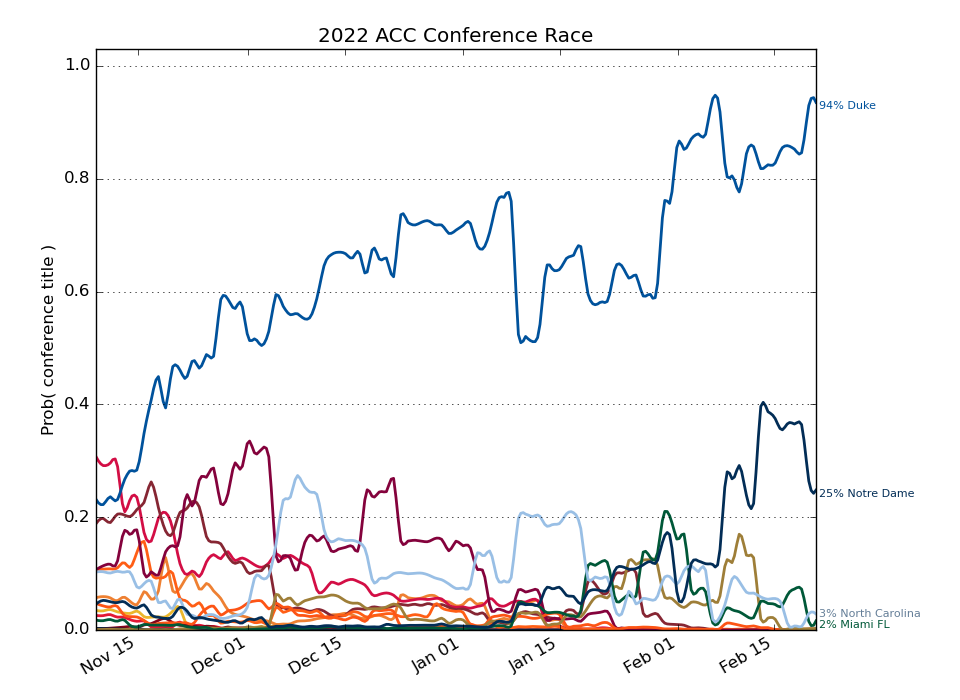 2022 ACC Conference Race
Prob( conference title )
1.0
0.8
0.6
0.4
0.2
0.0
94% Duke
25% Notre Dame
3% North Carolina
2% Miami FL
Nov 15
Dec 01
Dec 15
Jan 01
Jan 15
Feb 01
Feb 15